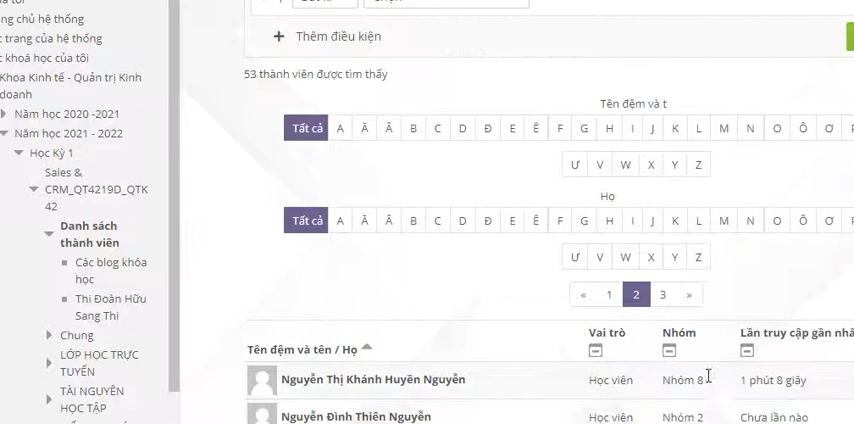 ng chủ hệ thống
c trang của hệ thống
c khoá học của tôi
Khoa Kinh tế - Quản trị Kinh
doanh
Năm học 2020 -2021
Năm học 2021 - 2022
Học Kỳ 1
Sales &
CRM_QT4219D_QTK
42
Danh sách
thành viên
Các blog khóa
học
Thi Đoàn Hữu
Sang Thi
Chung
LỚP HỌC TRỰC
TUYẾN
TÀI NGUYÊN
HỌC TẬP
Thêm điều kiện
53 thành viên được tìm thấy
Tên đệm và t
Tất cả A Ă Â B C D Đ E Ê F G H I J K L M N O Ô Ơ
Ư V W X Y Z
Họ
Tất cả A Ă Â B C D Đ E Ê F G H I J K L M N O Ô Ơ
Ư V W X Y Z
« 1 2 3 »
Tên đệm và tên / Họ Vai trò Nhóm Lần truy cập gần nhấ
Nguyễn Thị Khánh Huyền Nguyễn Học viên Nhóm 8 1 phút 8 giây
Nguyễn Đình Thiên Nguyễn Học viên Nhóm 2 Chưa lần nào